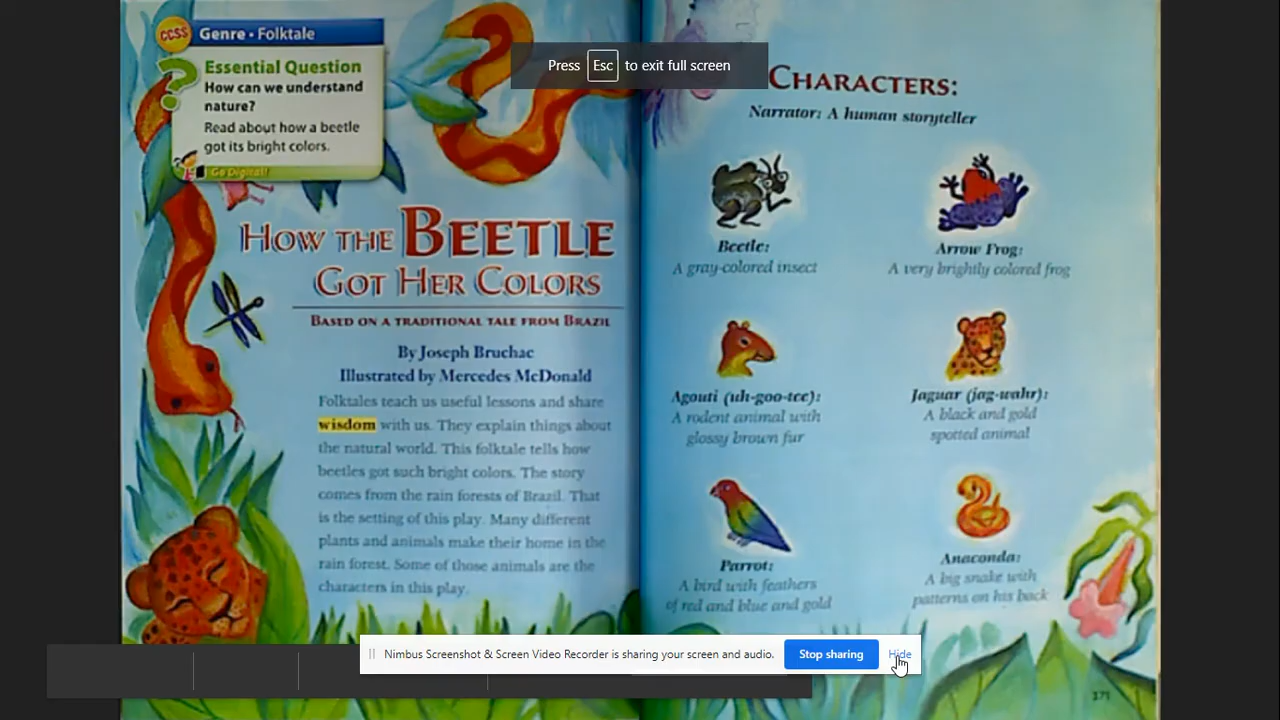 CCSS Genre • Folktale
Essential Question
How can we understand
nature?
Read about how a beetle
got its bright colors.
Go Digital!
HOW THE BEETLE
GOT HER COLORS
BASED ON A TRADITIONAL TALE FROM BRAZIL
By Joseph Bruchac
Illustrated by Mercedes McDonald
Folktales teach us useful lessons and share
wisdom with us. They explain things about
the natural world. This folktale tells how
beetles got such bright colors. The story
comes from the rain forests of Brazil. That
is the setting of this play. Many different
plants and animals make their home in the
rain forest. Some of those animals are the
characters in this play.
Press Esc to exit full screen
CHARACTERS:
Narrator: A human storyteller
Beetle:
A gray-colored insect
Arrow Frog:
A very brightly colored frog
Agouti (uh-goo-tee):
A rodent animal with
glossy brown fur
Jaguar (jag-wahr):
A black and gold
spotted animal
Parrot:
A bird with feathers
of red and blue and gold
Anaconda:
A big snake with
patterns on his back
371
Nimbus Screenshot & Screen Video Recorder is sharing your screen and audio. Stop sharing Hide